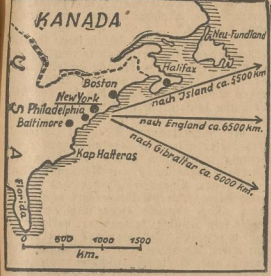 KANADA
Neu-Fundland
Halifax
Boston
New York
Philadelphia
Baltimore
nach Island ca. 5500 km.
nach England ca. 6500 km.
nach Gibraltar ca. 6000 km.
USA
Kap Hatteras
Florida
0 500 1000 1500
km.